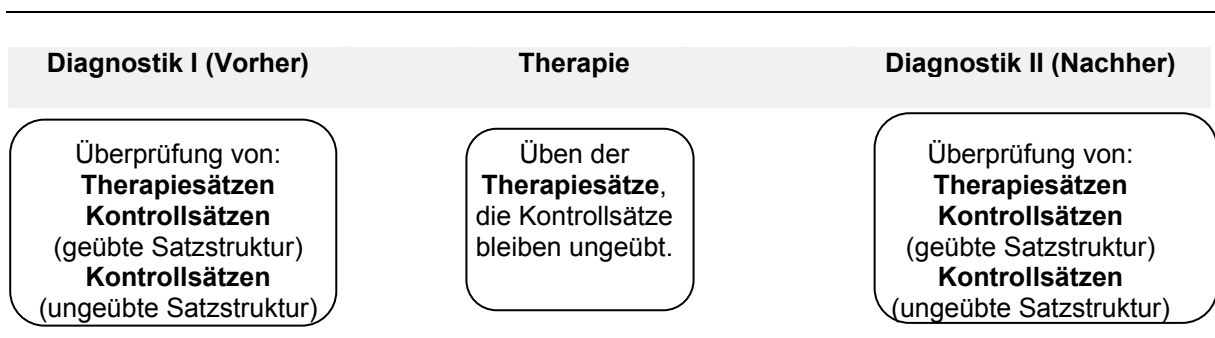 Diagnostik I (Vorher)
Therapie
Diagnostik II (Nachher)
Überprüfung von:
Therapiesätzen
Kontrollsätzen
(geübte Satzstruktur)
Kontrollsätzen
(ungeübte Satzstruktur)
Üben der
Therapiesätze,
die Kontrollsätze
bleiben ungeübt.
Überprüfung von:
Therapiesätzen
Kontrollsätzen
(geübte Satzstruktur)
Kontrollsätzen
(ungeübte Satzstruktur)